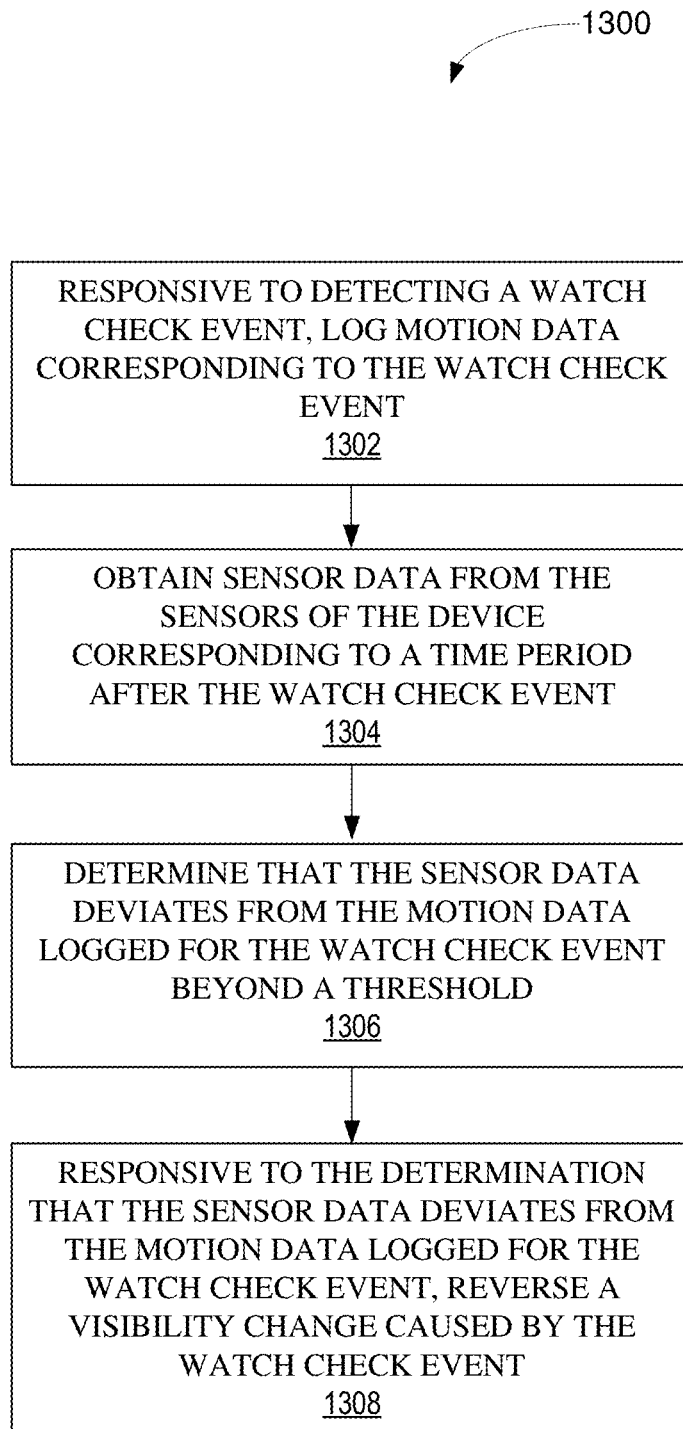 1300
RESPONSIVE TO DETECTING A WATCH
CHECK EVENT, LOG MOTION DATA
CORRESPONDING TO THE WATCH CHECK
EVENT
1302
OBTAIN SENSOR DATA FROM THE
SENSORS OF THE DEVICE
CORRESPONDING TO A TIME PERIOD
AFTER THE WATCH CHECK EVENT
1304
DETERMINE THAT THE SENSOR DATA
DEVIATES FROM THE MOTION DATA
LOGGED FOR THE WATCH CHECK EVENT
BEYOND A THRESHOLD
1306
RESPONSIVE TO THE DETERMINATION
THAT THE SENSOR DATA DEVIATES FROM
THE MOTION DATA LOGGED FOR THE
WATCH CHECK EVENT, REVERSE A
VISIBILITY CHANGE CAUSED BY THE
WATCH CHECK EVENT
1308